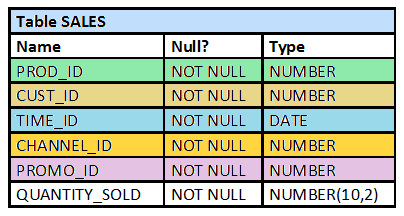 Table SALES
Name Null? Type
PROD_ID NOT NULL NUMBER
CUST_ID NOT NULL NUMBER
TIME_ID NOT NULL DATE
CHANNEL_ID NOT NULL NUMBER
PROMO_ID NOT NULL NUMBER
QUANTITY_SOLD NOT NULL NUMBER(10,2)